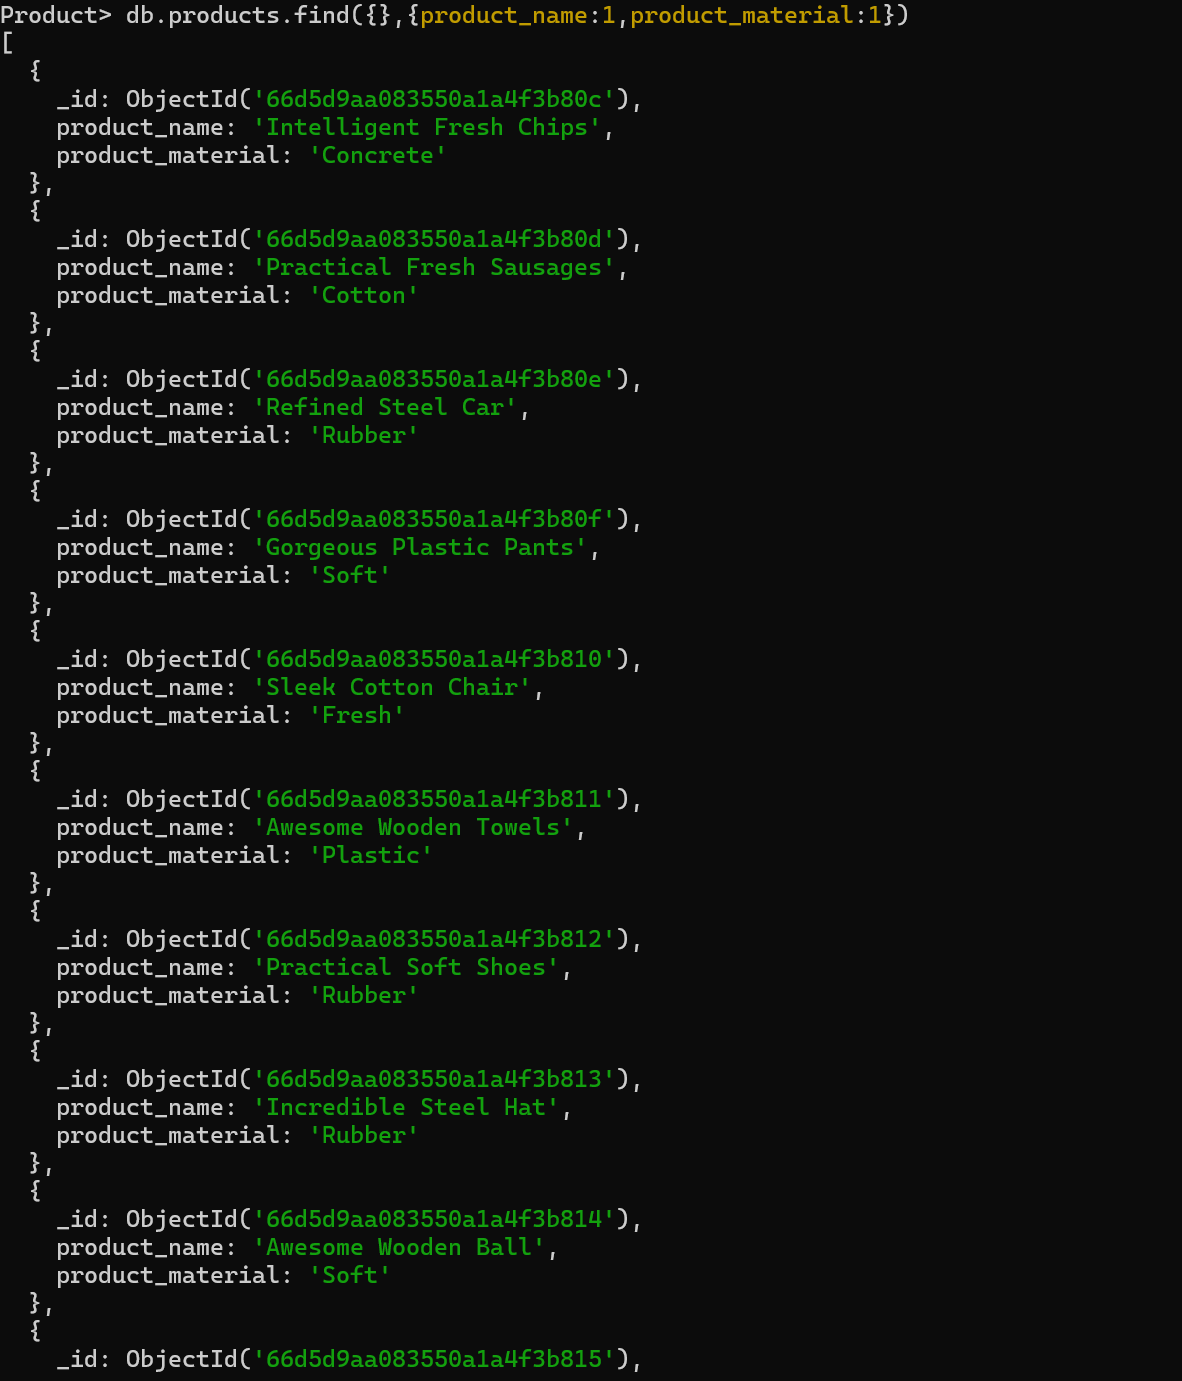 Product> db.products.find({},{product_name:1,product_material:1})
[
  {
    _id: ObjectId('66d5d9aa083550a1a4f3b80c'),
    product_name: 'Intelligent Fresh Chips',
    product_material: 'Concrete'
  },
  {
    _id: ObjectId('66d5d9aa083550a1a4f3b80d'),
    product_name: 'Practical Fresh Sausages',
    product_material: 'Cotton'
  },
  {
    _id: ObjectId('66d5d9aa083550a1a4f3b80e'),
    product_name: 'Refined Steel Car',
    product_material: 'Rubber'
  },
  {
    _id: ObjectId('66d5d9aa083550a1a4f3b80f'),
    product_name: 'Gorgeous Plastic Pants',
    product_material: 'Soft'
  },
  {
    _id: ObjectId('66d5d9aa083550a1a4f3b810'),
    product_name: 'Sleek Cotton Chair',
    product_material: 'Fresh'
  },
  {
    _id: ObjectId('66d5d9aa083550a1a4f3b811'),
    product_name: 'Awesome Wooden Towels',
    product_material: 'Plastic'
  },
  {
    _id: ObjectId('66d5d9aa083550a1a4f3b812'),
    product_name: 'Practical Soft Shoes',
    product_material: 'Rubber'
  },
  {
    _id: ObjectId('66d5d9aa083550a1a4f3b813'),
    product_name: 'Incredible Steel Hat',
    product_material: 'Rubber'
  },
  {
    _id: ObjectId('66d5d9aa083550a1a4f3b814'),
    product_name: 'Awesome Wooden Ball',
    product_material: 'Soft'
  },
  {
    _id: ObjectId('66d5d9aa083550a1a4f3b815'),